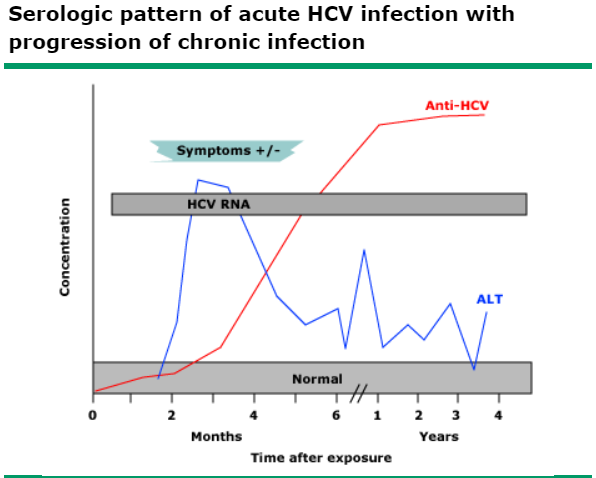 Serologic pattern of acute HCV infection with
progression of chronic infection
Anti-HCV
Symptoms +/-
HCV RNA
Concentration
ALT
Normal
0 2 4 6 1 2 3 4
Months Years
Time after exposure